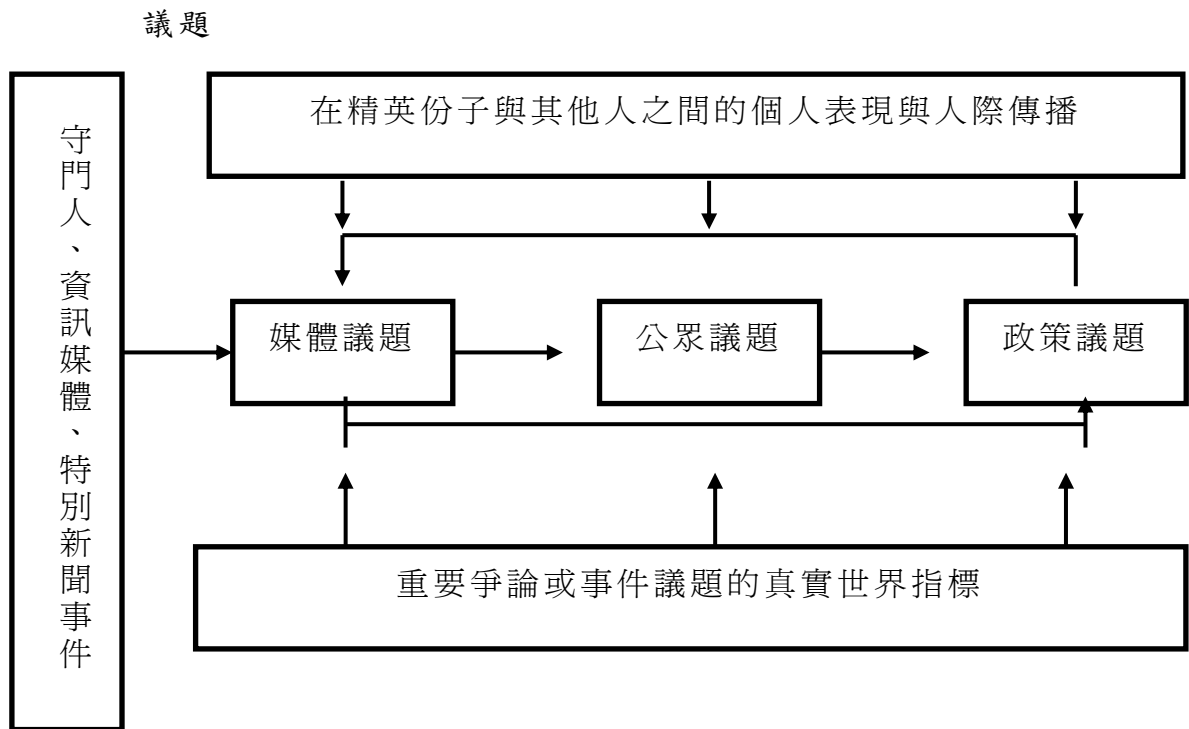 議題
在精英份子與其他人之間的個人表現與人際傳播
守門人、資訊媒體、特別新聞事件
媒體議題
公眾議題
政策議題
重要爭論或事件議題的真實世界指標